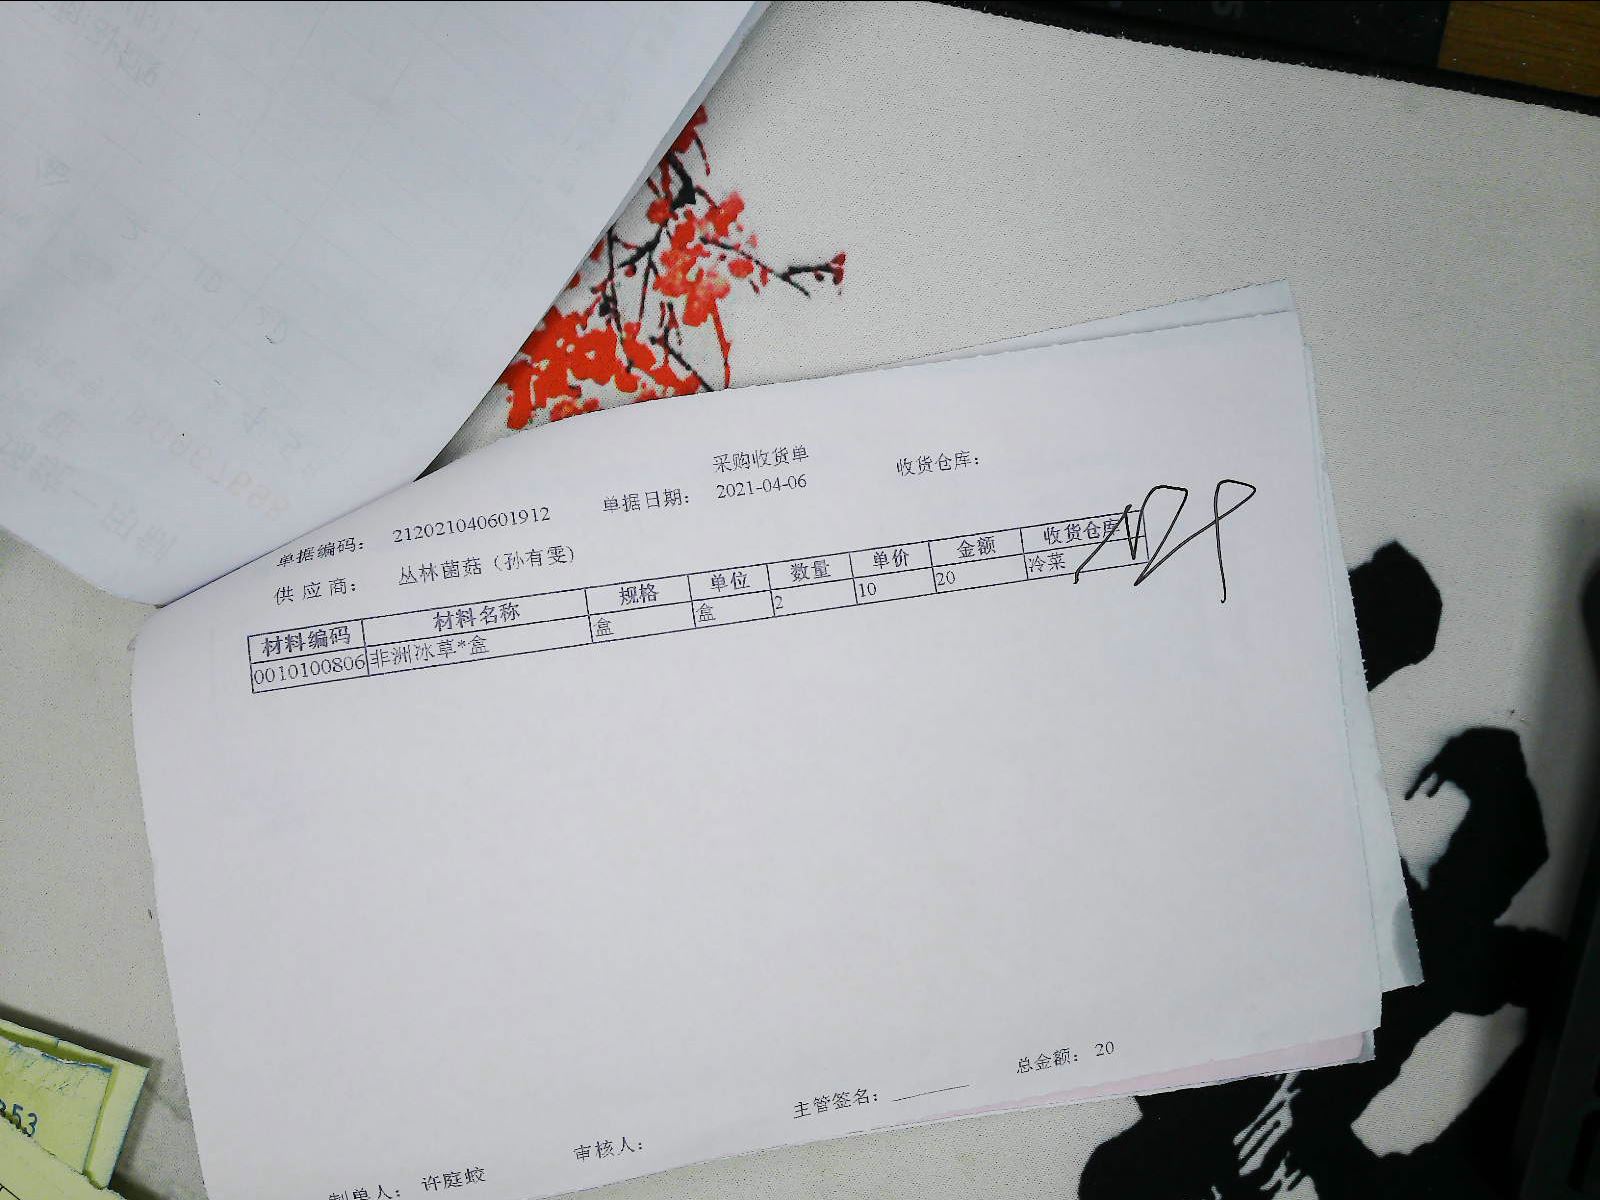 采购收货单
单据编码： 212021040601912 单据日期： 2021-04-06 收货仓库：
供 应 商： 丛林菌菇（孙有雯）
材料编码 材料名称 规格 单位 数量 单价 金额 收货仓库
0010100806 非洲冰草*盒 盒 盒 2 10 20 冷菜
总金额： 20
主管签名：
审核人：
制单人： 许庭蛟
353